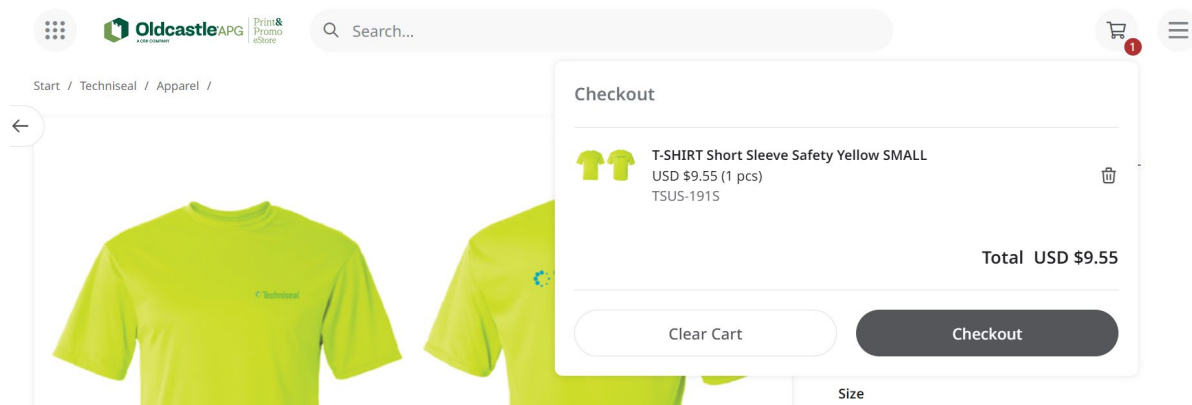 Oldcastle APG
A CRH COMPANY
Print&
Promo
eStore
Search...
1
Start / Techniseal / Apparel /
Checkout
T-SHIRT Short Sleeve Safety Yellow SMALL
USD $9.55 (1 pcs)
TSUS-191S
Total USD $9.55
Clear Cart
Checkout
Techniseal
Size